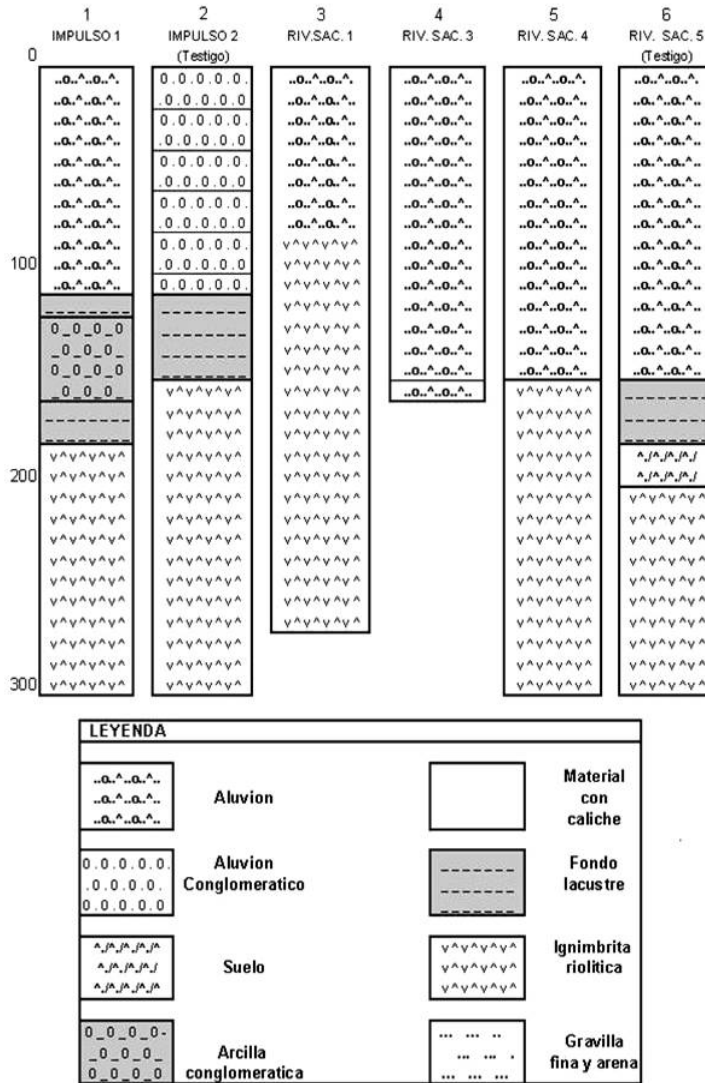 1 2 3 4 5 6
IMPULSO 1 IMPULSO 2 RIV.SAC. 1 RIV. SAC. 3 RIV. SAC. 4 RIV. SAC. 5
(Testigo) (Testigo)
0
100
200
300
LEYENDA
Aluvion
Material
con
caliche
Aluvion
Conglomeratico
Fondo
lacustre
Suelo
Ignimbrita
riolitica
Arcilla
conglomeratica
Gravilla
fina y arena